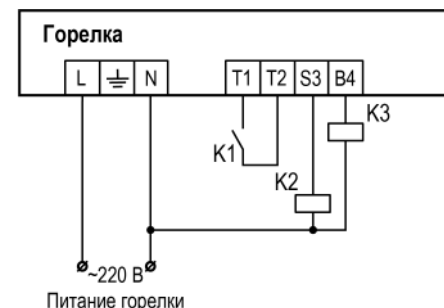 Горелка
L N T1 T2 S3 B4
K1
K2
K3
~220 В
Питание горелки